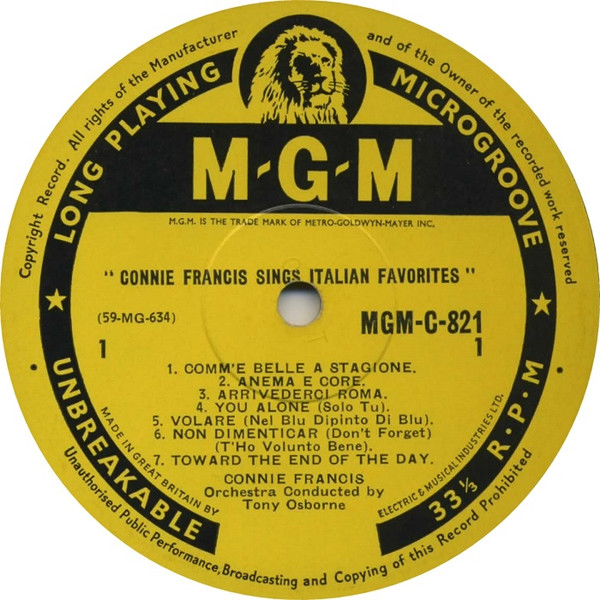 Copyright Record. All rights of the Manufacturer and of the Owner of the recorded work reserved
LONG PLAYING MICROGROOVE
M-G-M
M.G.M. IS THE TRADE MARK OF METRO-GOLDWYN-MAYER INC.
" CONNIE FRANCIS SINGS ITALIAN FAVORITES "
(59-MG-634) MGM-C-821
1 1
1. COMM'E BELLE A STAGIONE.
2. ANEMA E CORE.
3. ARRIVEDERCI ROMA.
4. YOU ALONE (Solo Tu).
5. VOLARE (Nel Blu Dipinto Di Blu).
6. NON DIMENTICAR (Don't Forget)
(T'Ho Volunto Bene).
7. TOWARD THE END OF THE DAY.
CONNIE FRANCIS
Orchestra Conducted by
Tony Osborne
MADE IN GREAT BRITAIN BY ELECTRIC & MUSICAL INDUSTRIES LTD.
UNBREAKABLE 33⅓ R·P·M
Unauthorised Public Performance, Broadcasting and Copying of this Record Prohibited